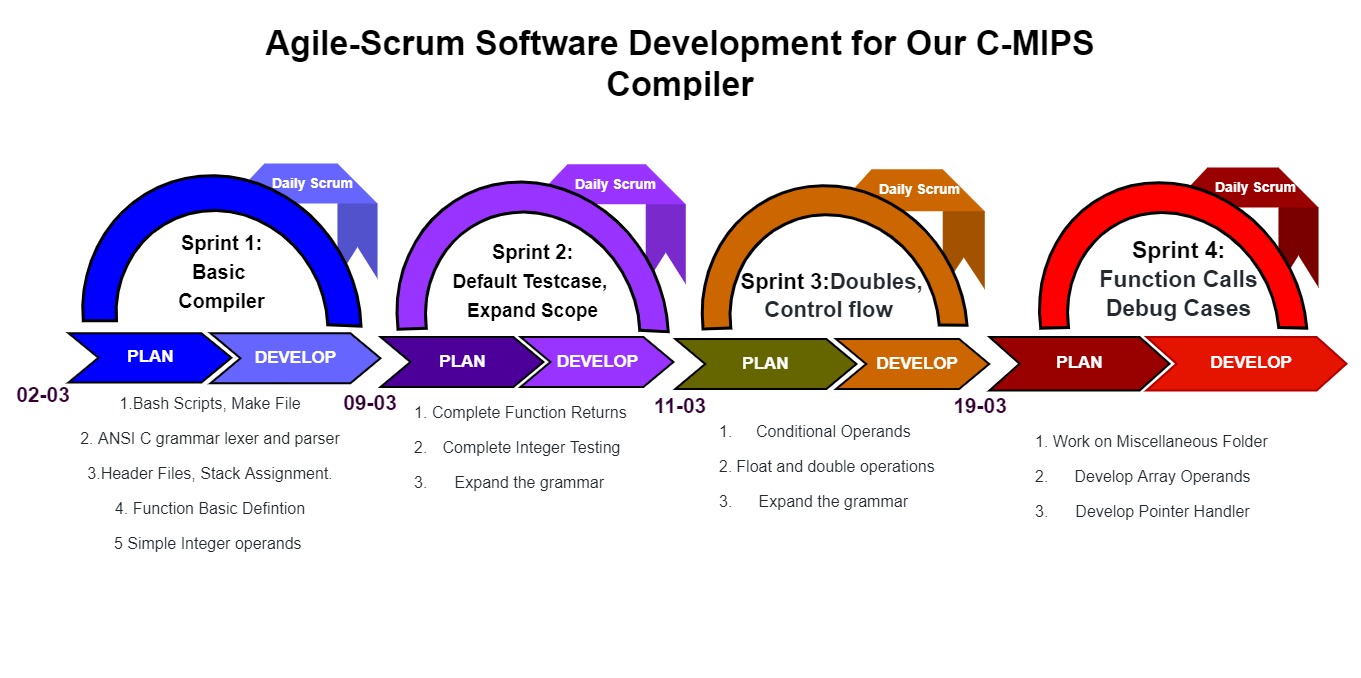 Agile-Scrum Software Development for Our C-MIPS
Compiler
Daily Scrum
Sprint 1:
Basic
Compiler
PLAN
DEVELOP
02-03
1.Bash Scripts, Make File
2. ANSI C grammar lexer and parser
3.Header Files, Stack Assignment.
4. Function Basic Defintion
5 Simple Integer operands
Daily Scrum
Sprint 2:
Default Testcase,
Expand Scope
PLAN
DEVELOP
09-03
1. Complete Function Returns
2. Complete Integer Testing
3. Expand the grammar
Daily Scrum
Sprint 3:Doubles,
Control flow
PLAN
DEVELOP
11-03
1. Conditional Operands
2. Float and double operations
3. Expand the grammar
Daily Scrum
Sprint 4:
Function Calls
Debug Cases
PLAN
DEVELOP
19-03
1. Work on Miscellaneous Folder
2. Develop Array Operands
3. Develop Pointer Handler